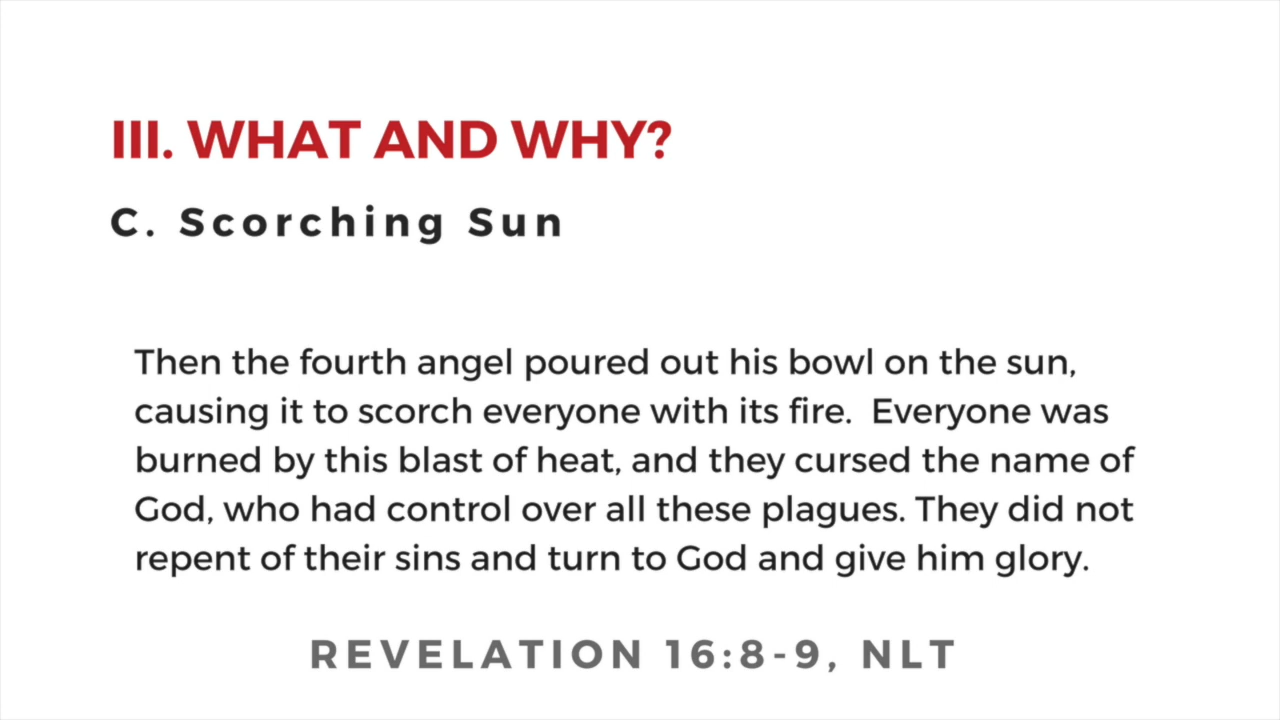 III. WHAT AND WHY?
C. Scorching Sun
Then the fourth angel poured out his bowl on the sun,
causing it to scorch everyone with its fire.  Everyone was
burned by this blast of heat, and they cursed the name of
God, who had control over all these plagues. They did not
repent of their sins and turn to God and give him glory.
REVELATION 16:8-9, NLT